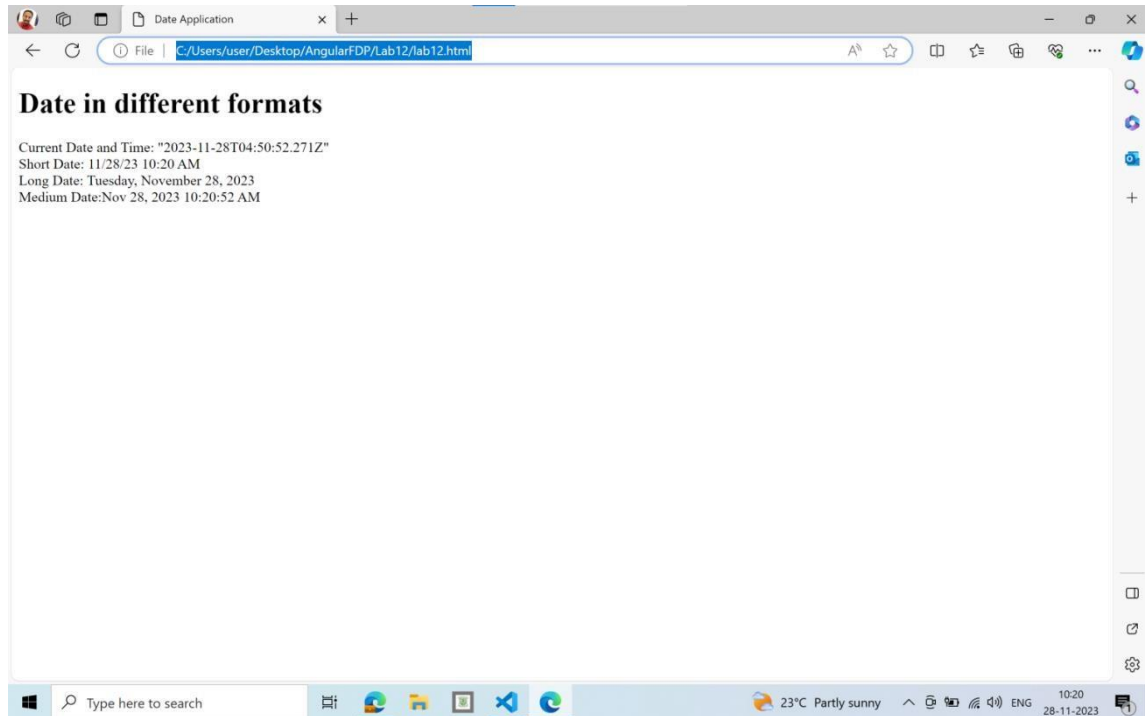 Date Application
File | C:/Users/user/Desktop/AngularFDP/Lab12/lab12.html
Date in different formats
Current Date and Time: "2023-11-28T04:50:52.271Z"
Short Date: 11/28/23 10:20 AM
Long Date: Tuesday, November 28, 2023
Medium Date:Nov 28, 2023 10:20:52 AM
Type here to search
23°C Partly sunny
ENG
10:20
28-11-2023
1